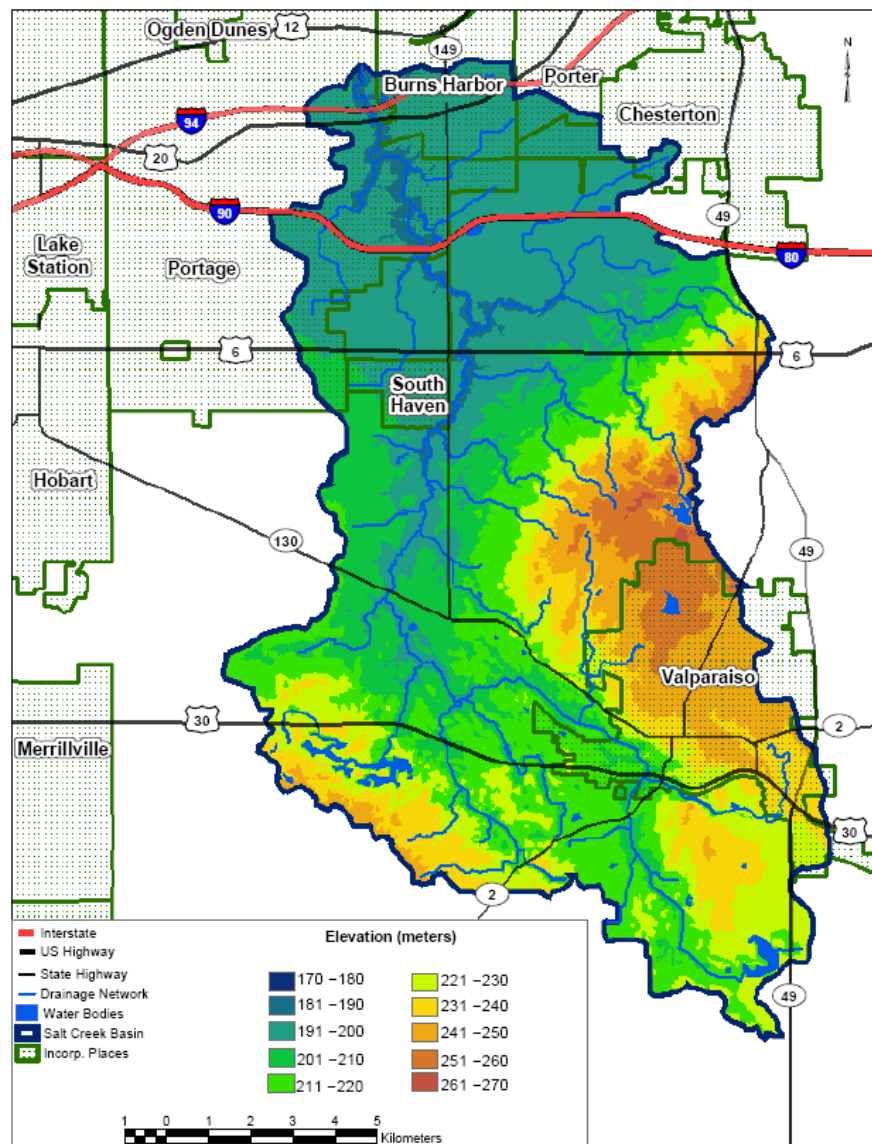 Ogden Dunes
12
149
Burns Harbor
Porter
N
Chesterton
94
20
90
49
80
Lake
Station
Portage
6
6
South
Haven
Hobart
130
49
Valparaiso
30
2
Merrillville
30
2
49
Interstate
US Highway
State Highway
Drainage Network
Water Bodies
Salt Creek Basin
Incorp. Places
Elevation (meters)
170 –180
181 –190
191 –200
201 –210
211 –220
221 –230
231 –240
241 –250
251 –260
261 –270
1 0 1 2 3 4 5
Kilometers